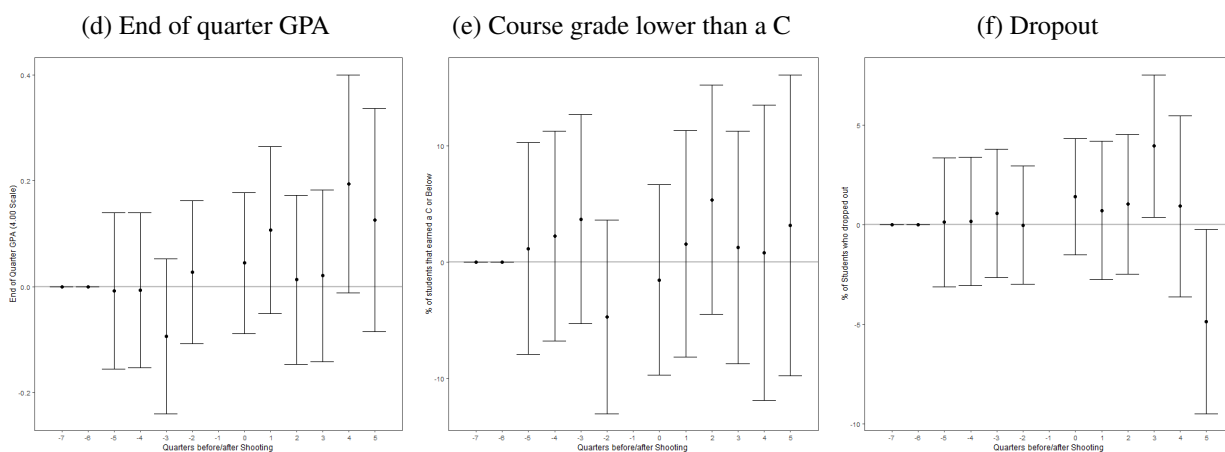 (d) End of quarter GPA
(e) Course grade lower than a C
(f) Dropout
End of Quarter GPA (4.00 Scale)
0.4
0.2
0.0
-0.2
-7 -6 -5 -4 -3 -2 -1 0 1 2 3 4 5
Quarters before/after Shooting
% of students that earned a C or Below
10
0
-10
-7 -6 -5 -4 -3 -2 -1 0 1 2 3 4 5
Quarters before/after Shooting
% of Students who dropped out
5
0
-5
-10
-7 -6 -5 -4 -3 -2 -1 0 1 2 3 4 5
Quarters before/after Shooting